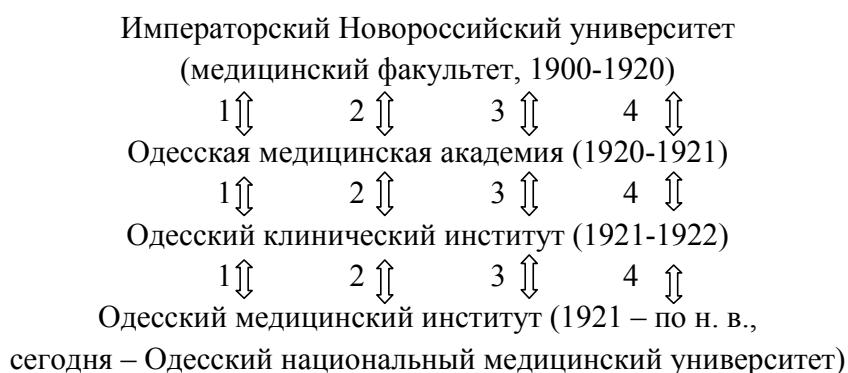 Императорский Новороссийский университет
(медицинский факультет, 1900-1920)
1⇕ 2 ⇕ 3 ⇕ 4 ⇕
Одесская медицинская академия (1920-1921)
1⇕ 2 ⇕ 3 ⇕ 4 ⇕
Одесский клинический институт (1921-1922)
1⇕ 2 ⇕ 3 ⇕ 4 ⇕
Одесский медицинский институт (1921 – по н. в.,
сегодня – Одесский национальный медицинский университет)